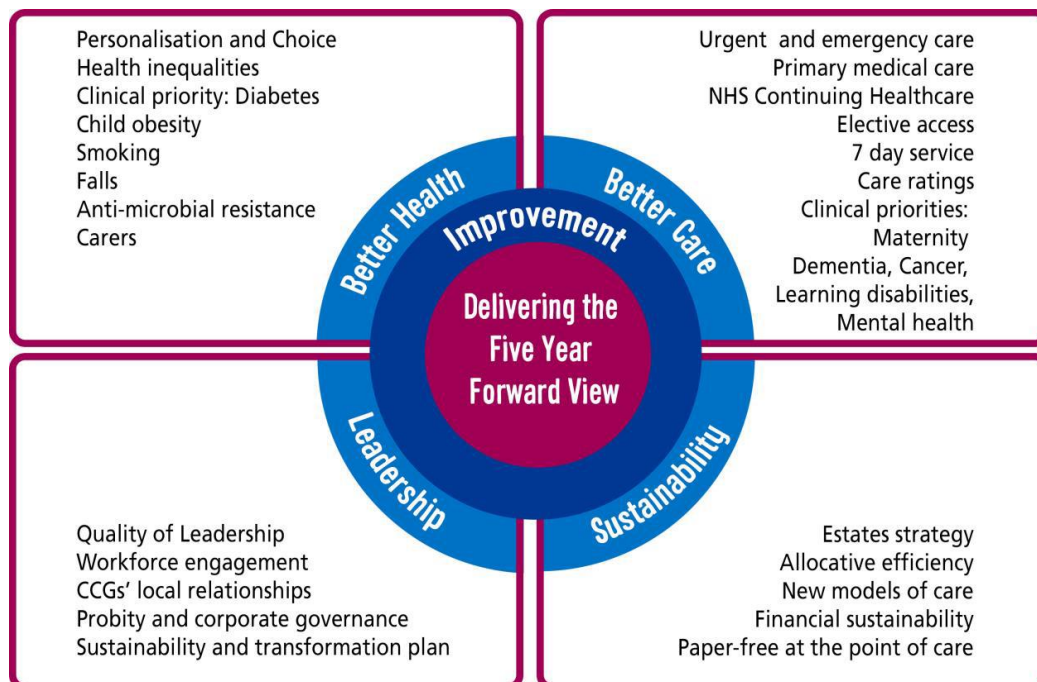 Personalisation and Choice
Health inequalities
Clinical priority: Diabetes
Child obesity
Smoking
Falls
Anti-microbial resistance
Carers
Urgent and emergency care
Primary medical care
NHS Continuing Healthcare
Elective access
7 day service
Care ratings
Clinical priorities:
Maternity
Dementia, Cancer,
Learning disabilities,
Mental health
Better Health
Better Care
Improvement
Delivering the
Five Year
Forward View
Leadership
Sustainability
Quality of Leadership
Workforce engagement
CCGs' local relationships
Probity and corporate governance
Sustainability and transformation plan
Estates strategy
Allocative efficiency
New models of care
Financial sustainability
Paper-free at the point of care